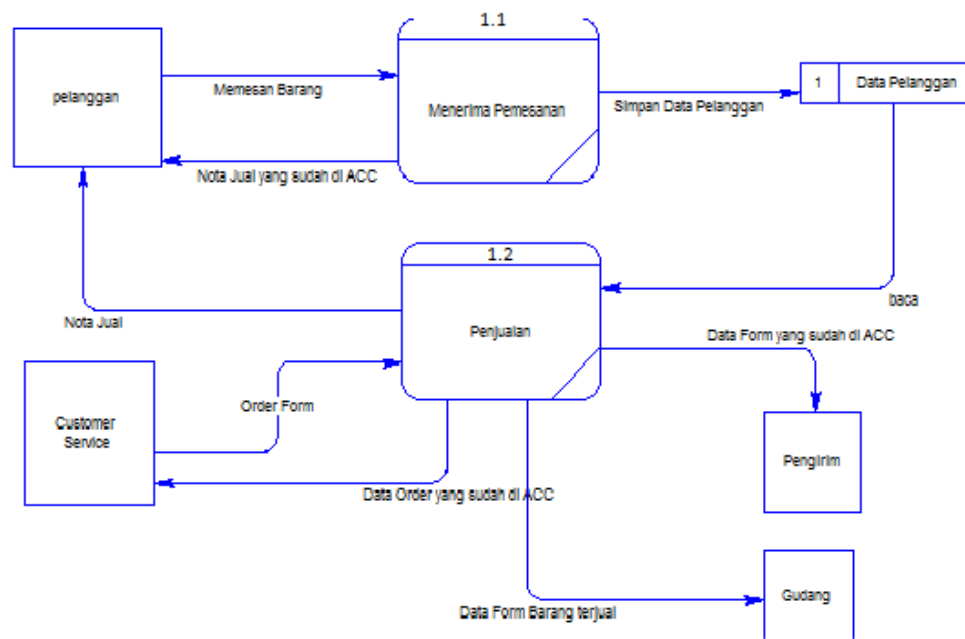 1.1
pelanggan
Memesan Barang
Menerima Pemesanan
Simpan Data Pelanggan
1
Data Pelanggan
Nota Jual yang sudah di ACC
1.2
baca
Nota Jual
Penjualan
Data Form yang sudah di ACC
Order Form
Customer
Service
Pengirim
Data Order yang sudah di ACC
Gudang
Data Form Barang terjual